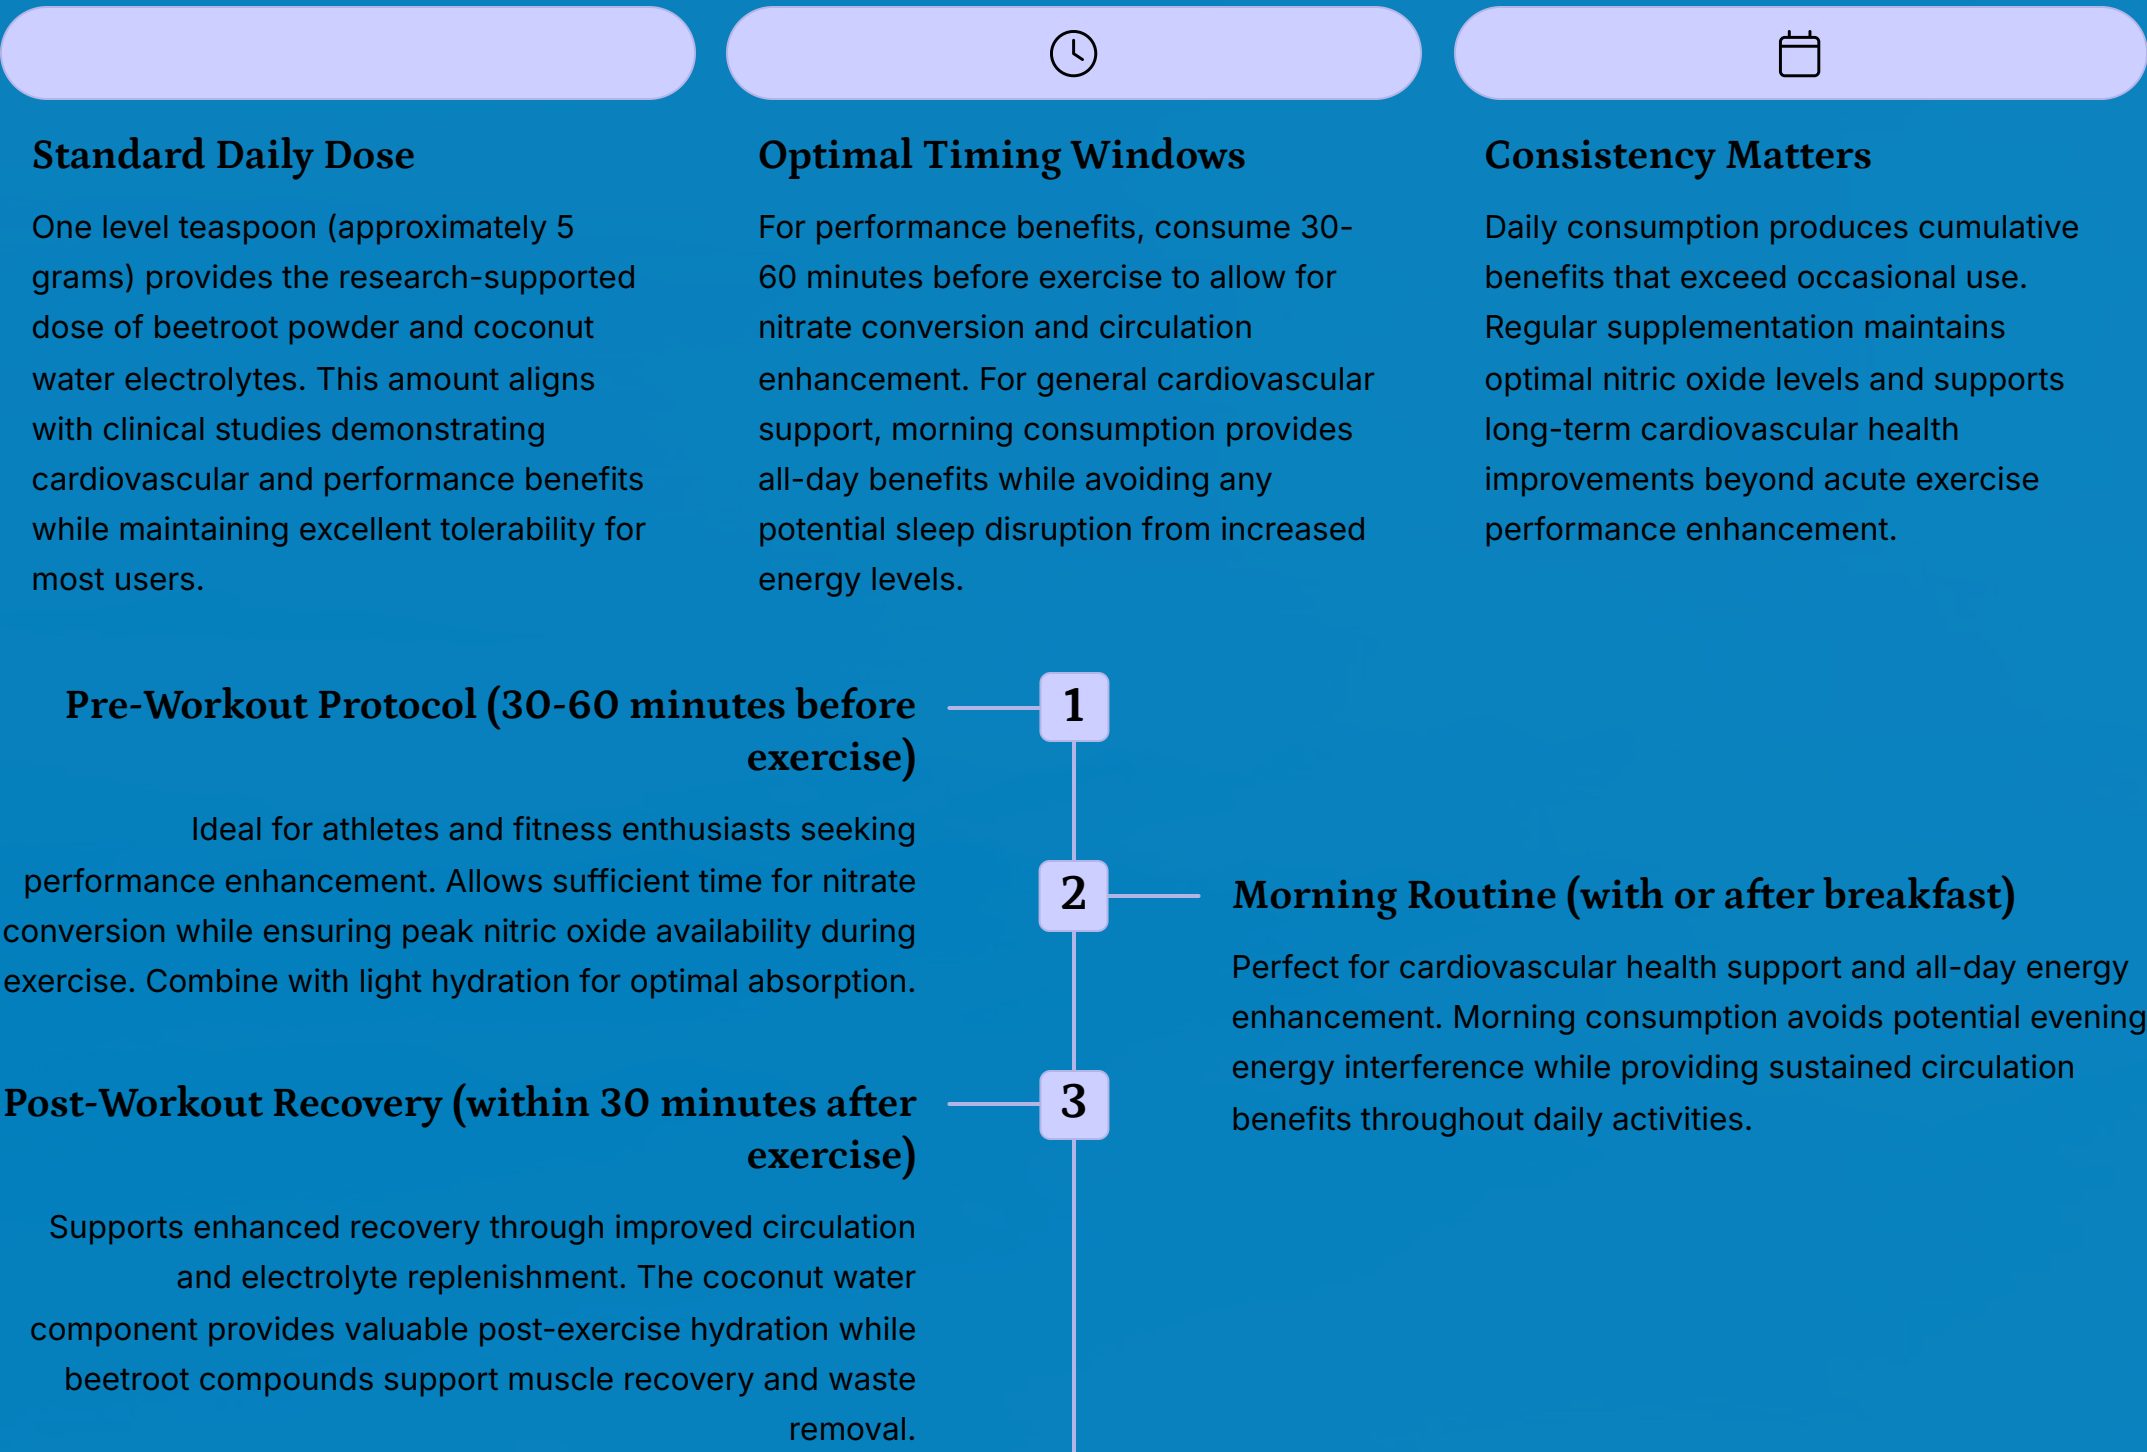 Standard Daily Dose
One level teaspoon (approximately 5
grams) provides the research-supported
dose of beetroot powder and coconut
water electrolytes. This amount aligns
with clinical studies demonstrating
cardiovascular and performance benefits
while maintaining excellent tolerability for
most users.
Optimal Timing Windows
For performance benefits, consume 30-
60 minutes before exercise to allow for
nitrate conversion and circulation
enhancement. For general cardiovascular
support, morning consumption provides
all-day benefits while avoiding any
potential sleep disruption from increased
energy levels.
Consistency Matters
Daily consumption produces cumulative
benefits that exceed occasional use.
Regular supplementation maintains
optimal nitric oxide levels and supports
long-term cardiovascular health
improvements beyond acute exercise
performance enhancement.
1
Pre-Workout Protocol (30-60 minutes before
exercise)
Ideal for athletes and fitness enthusiasts seeking
performance enhancement. Allows sufficient time for nitrate
conversion while ensuring peak nitric oxide availability during
exercise. Combine with light hydration for optimal absorption.
2
Morning Routine (with or after breakfast)
Perfect for cardiovascular health support and all-day energy
enhancement. Morning consumption avoids potential evening
energy interference while providing sustained circulation
benefits throughout daily activities.
3
Post-Workout Recovery (within 30 minutes after
exercise)
Supports enhanced recovery through improved circulation
and electrolyte replenishment. The coconut water
component provides valuable post-exercise hydration while
beetroot compounds support muscle recovery and waste
removal.